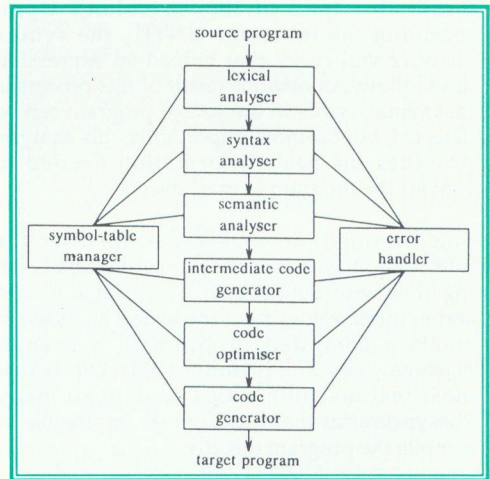 source program
lexical
analyser
syntax
analyser
semantic
analyser
symbol-table
manager
error
handler
intermediate code
generator
code
optimiser
code
generator
target program